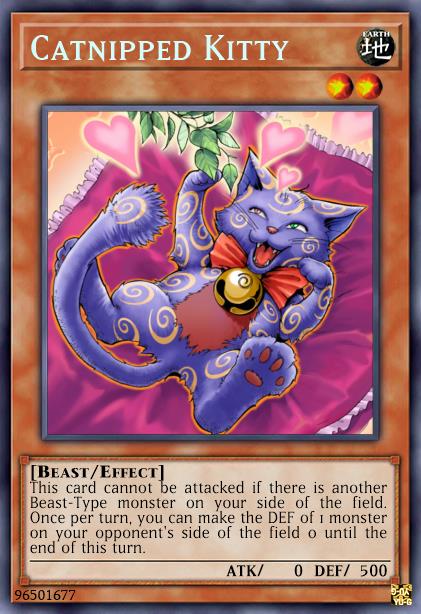 Catnipped Kitty
EARTH
地
[Beast/Effect]
This card cannot be attacked if there is another
Beast-Type monster on your side of the field.
Once per turn, you can make the DEF of 1 monster
on your opponent's side of the field 0 until the
end of this turn.
ATK/ 0 DEF/ 500
96501677